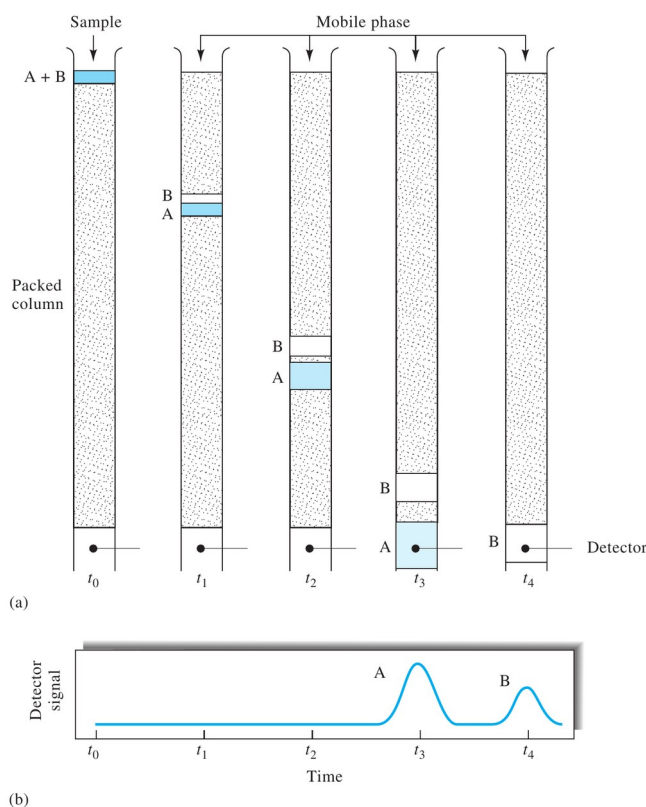 Sample
Mobile phase
A + B
B
A
Packed
column
B
A
B
A
B
Detector
t0
t1
t2
t3
t4
(a)
Detector
signal
A
B
t0
t1
t2
t3
t4
Time
(b)